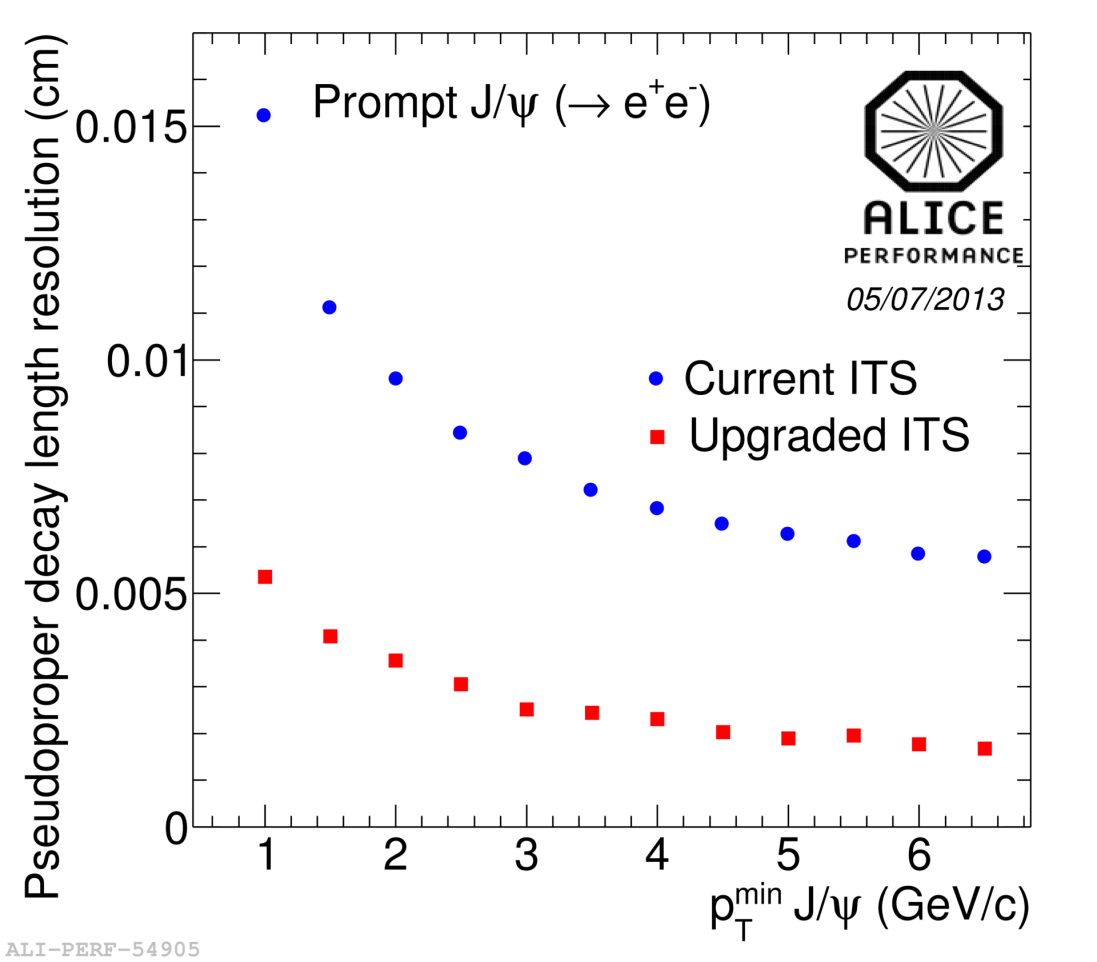 Pseudoproper decay length resolution (cm)
Prompt J/ψ (→ e⁺e⁻)
ALICE
PERFORMANCE
05/07/2013
Current ITS
Upgraded ITS
0.015
0.01
0.005
0
1 2 3 4 5 6
p_T^min J/ψ (GeV/c)
ALI-PERF-54905